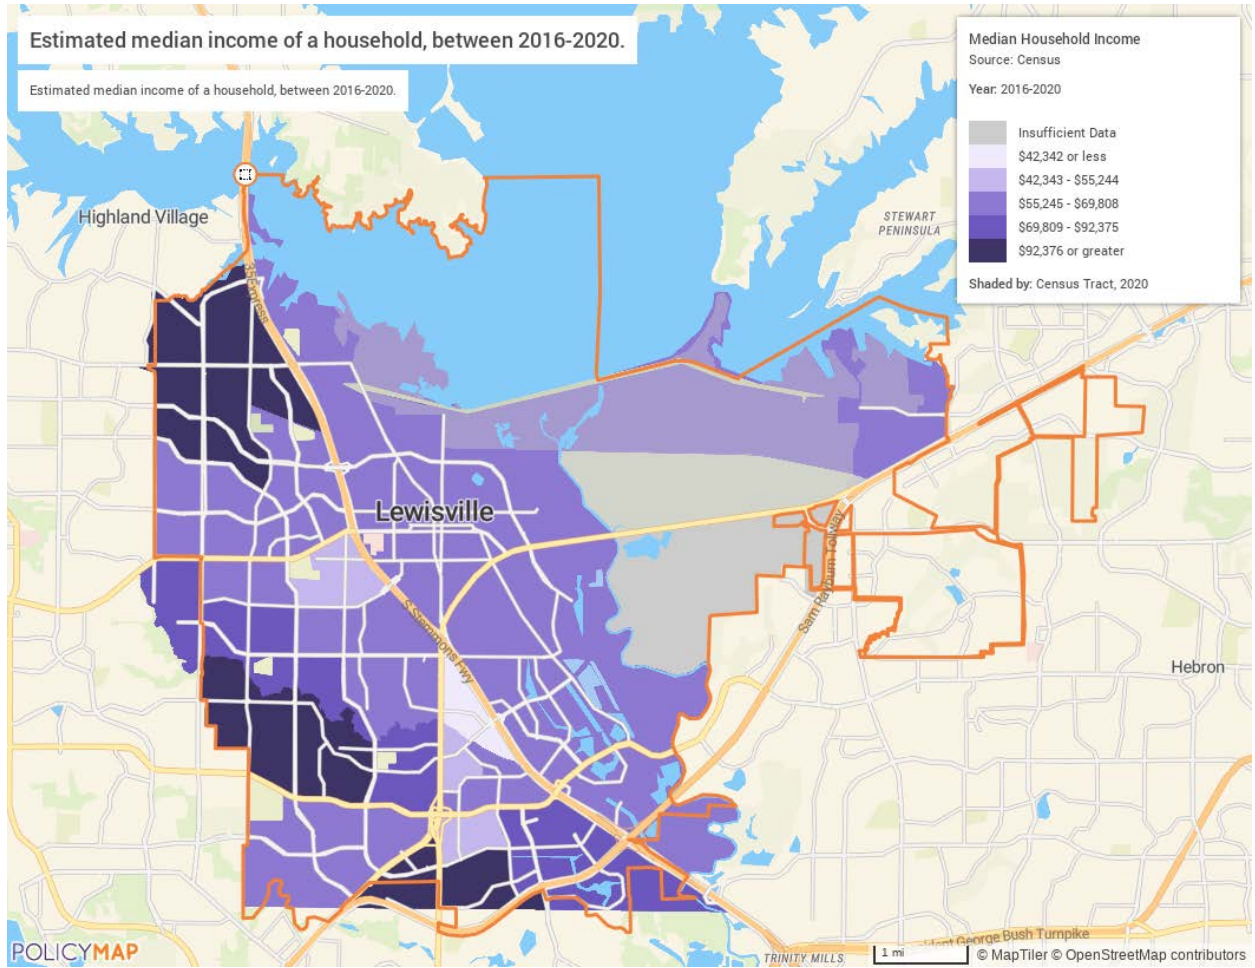 Estimated median income of a household, between 2016-2020.
Estimated median income of a household, between 2016-2020.
Median Household Income
Source: Census
Year: 2016-2020
Insufficient Data
$42,342 or less
$42,343 - $55,244
$55,245 - $69,808
$69,809 - $92,375
$92,376 or greater
Shaded by: Census Tract, 2020
Highland Village
STEWART
PENINSULA
35Express
Lewisville
Sam Rayburn Tollway
S Stemmons Fwy
Hebron
POLICYMAP
TRINITY MILLS
George Bush Turnpike
1 mi
© MapTiler © OpenStreetMap contributors